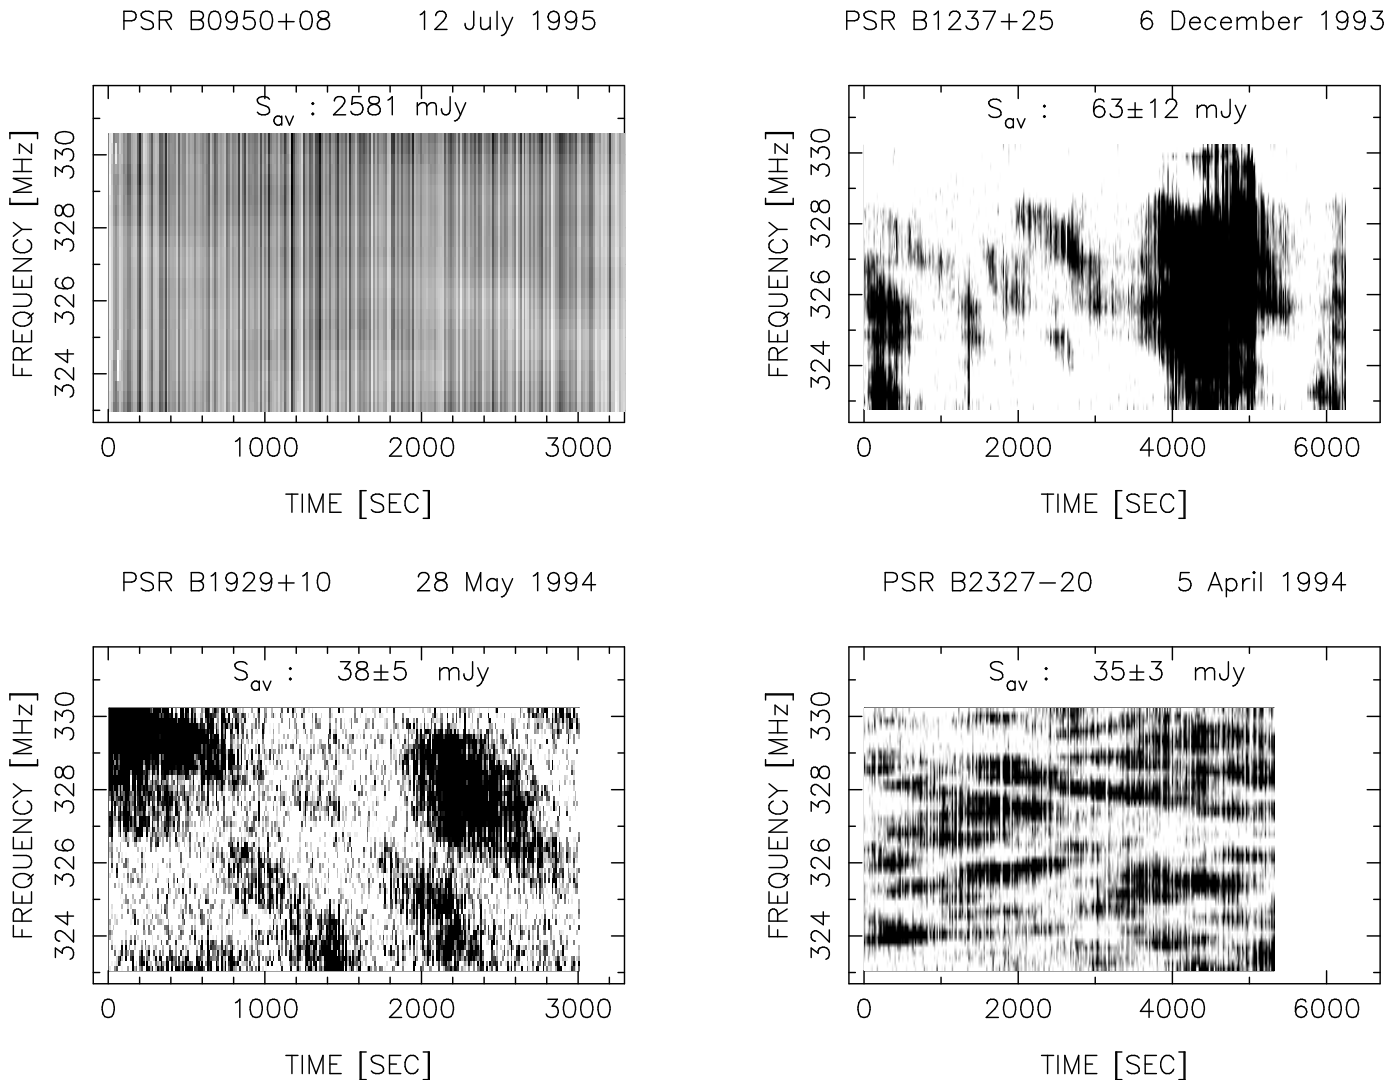 PSR B0950+08 12 July 1995
S_av : 2581 mJy
FREQUENCY [MHz]
330
328
326
324
0 1000 2000 3000
TIME [SEC]
PSR B1237+25 6 December 1993
S_av : 63±12 mJy
FREQUENCY [MHz]
330
328
326
324
0 2000 4000 6000
TIME [SEC]
PSR B1929+10 28 May 1994
S_av : 38±5 mJy
FREQUENCY [MHz]
330
328
326
324
0 1000 2000 3000
TIME [SEC]
PSR B2327−20 5 April 1994
S_av : 35±3 mJy
FREQUENCY [MHz]
330
328
326
324
0 2000 4000 6000
TIME [SEC]